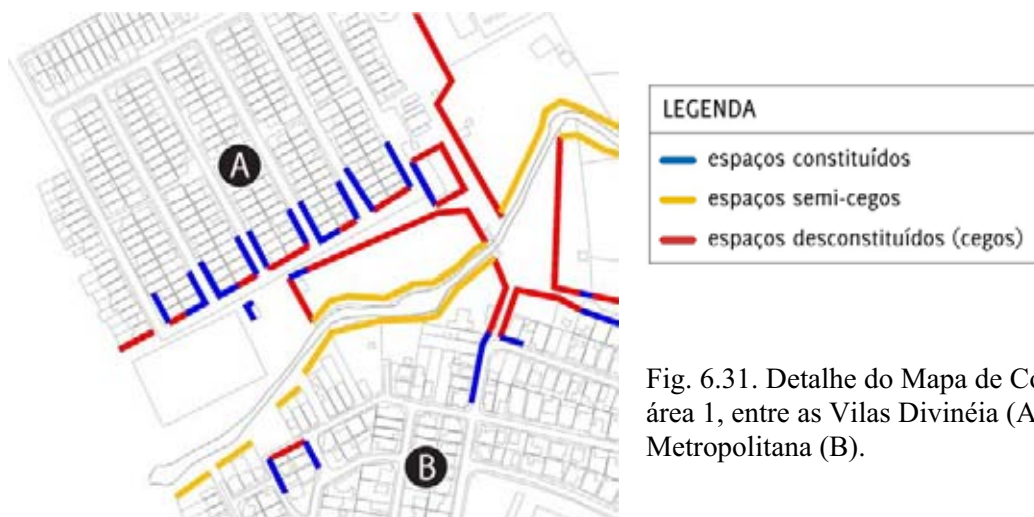 A
B
LEGENDA
espaços constituídos
espaços semi-cegos
espaços desconstituídos (cegos)
Fig. 6.31. Detalhe do Mapa de
área 1, entre as Vilas Divinéia (A
Metropolitana (B).